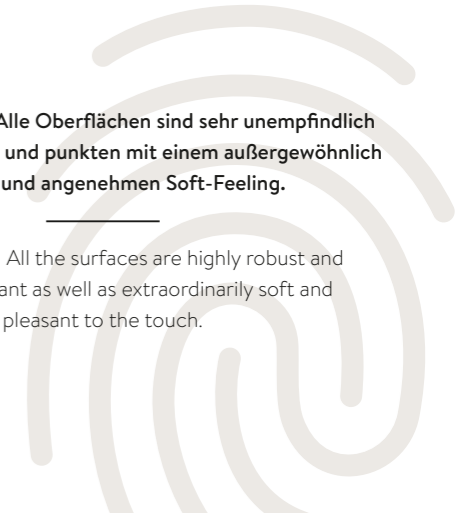 Alle Oberflächen sind sehr unempfindlich
und punkten mit einem außergewöhnlich
und angenehmen Soft-Feeling.
All the surfaces are highly robust and
as well as extraordinarily soft and
pleasant to the touch.